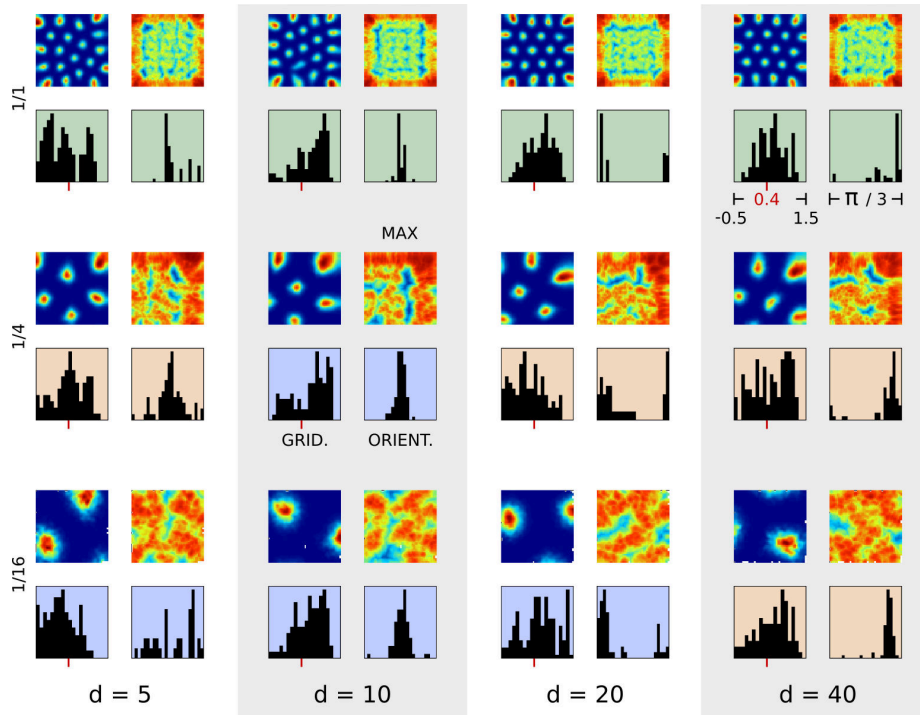 1/1
0.4
π / 3
-0.5
1.5
MAX
1/4
GRID.
ORIENT.
1/16
d = 5
d = 10
d = 20
d = 40